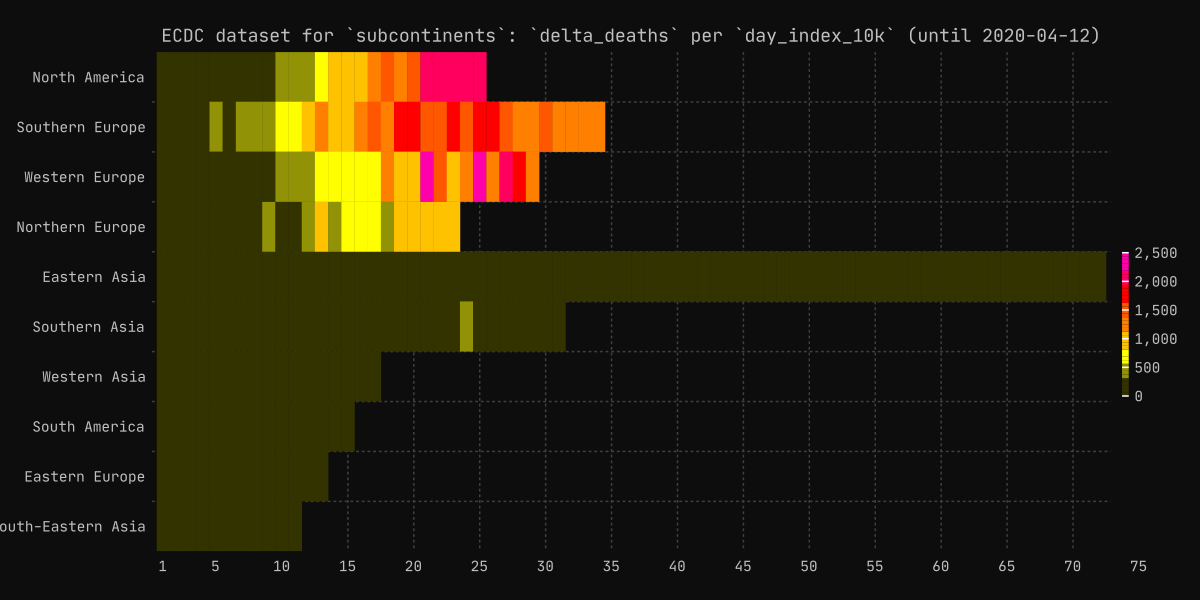 ECDC dataset for `subcontinents`: `delta_deaths` per `day_index_10k` (until 2020-04-12)
North America
Southern Europe
Western Europe
Northern Europe
Eastern Asia
Southern Asia
Western Asia
South America
Eastern Europe
outh-Eastern Asia
2,500
2,000
1,500
1,000
500
0
1 5 10 15 20 25 30 35 40 45 50 55 60 65 70 75